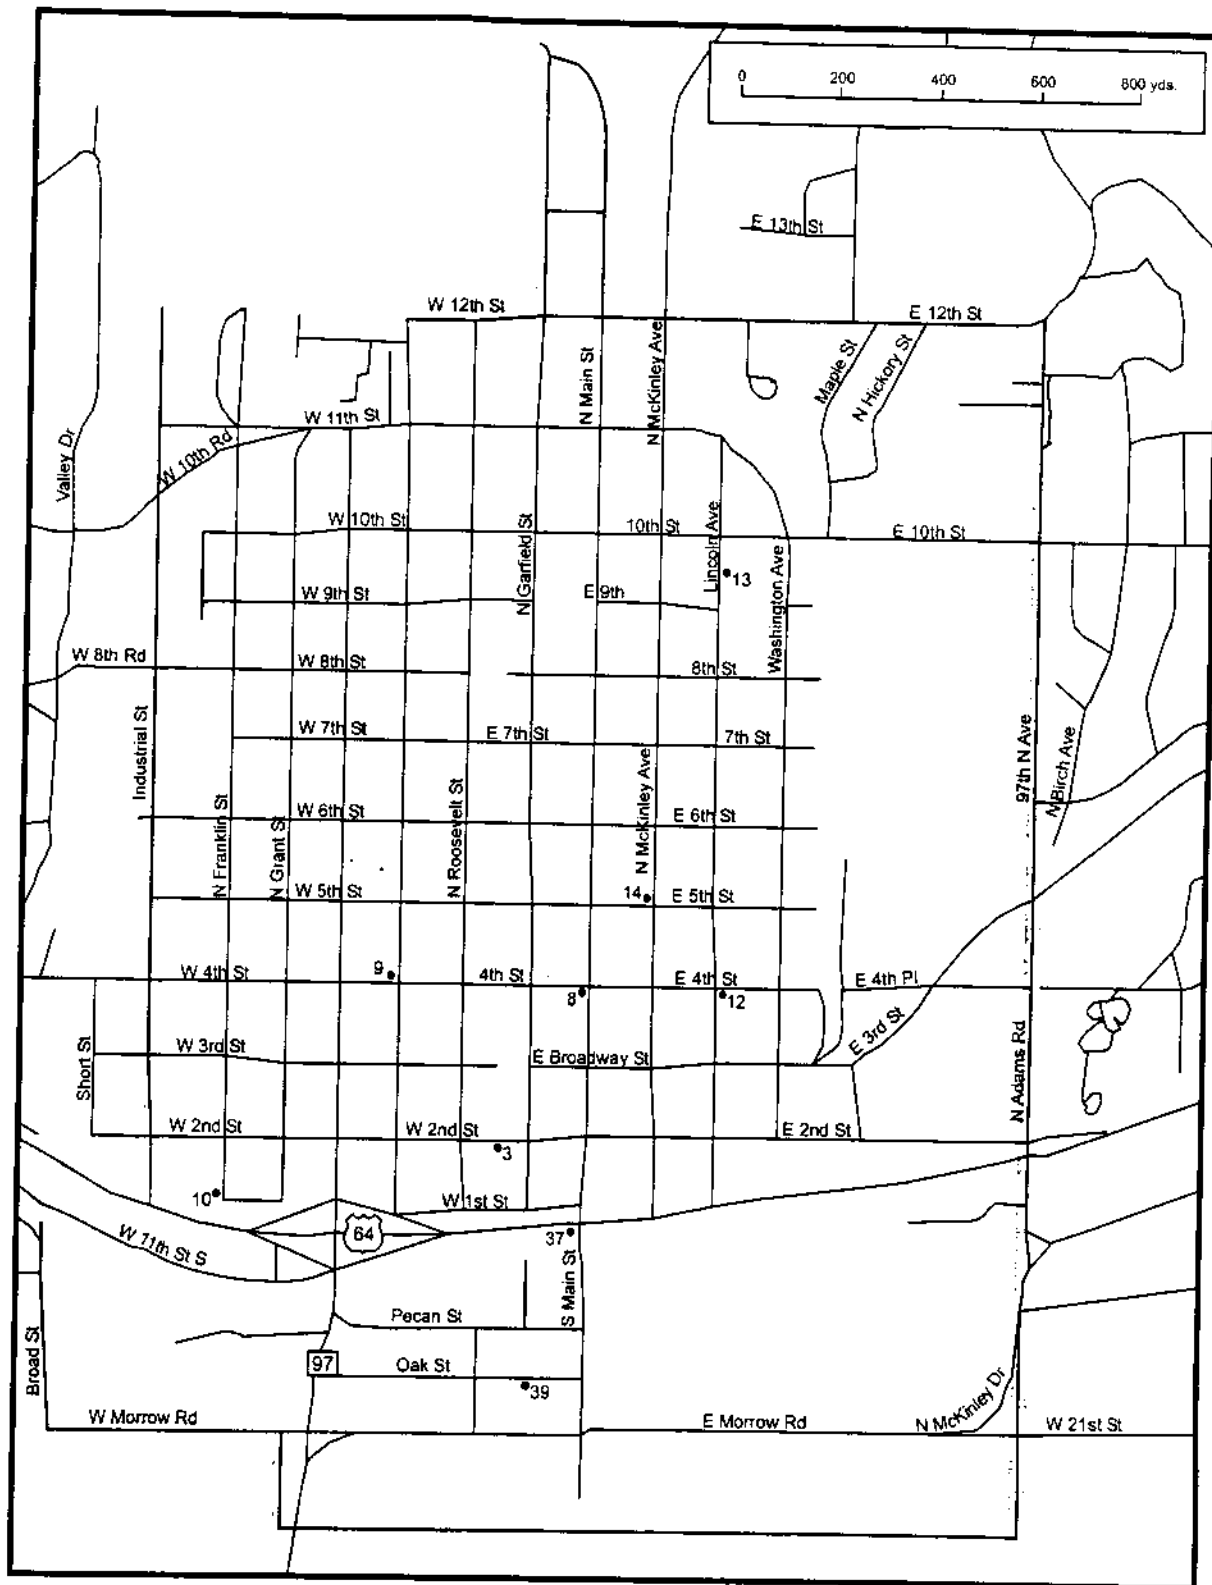 0 200 400 600 800 yds.
E 13th St
W 12th St
E 12th St
N Main St
N McKinley Ave
Maple St
N Hickory St
W 11th St
W 10th Rd
Valley Dr
W 10th St
N Garfield St
10th St
Lincoln Ave
E 10th St
13
W 9th St
E 9th
Washington Ave
W 8th Rd
W 8th St
8th St
Industrial St
W 7th St
E 7th St
7th St
97th N Ave
N Birch Ave
N Franklin St
N Grant St
W 6th St
N Roosevelt St
N McKinley Ave
E 6th St
W 5th St
14
E 5th St
W 4th St
9
4th St
8
E 4th St
12
E 4th Pl
Short St
W 3rd St
E Broadway St
E 3rd St
N Adams Rd
W 2nd St
W 2nd St
3
E 2nd St
10
W 1st St
W 71th St S
64
37
S Main St
Pecan St
Broad St
97
Oak St
39
W Morrow Rd
E Morrow Rd
N McKinley Dr
W 21st St